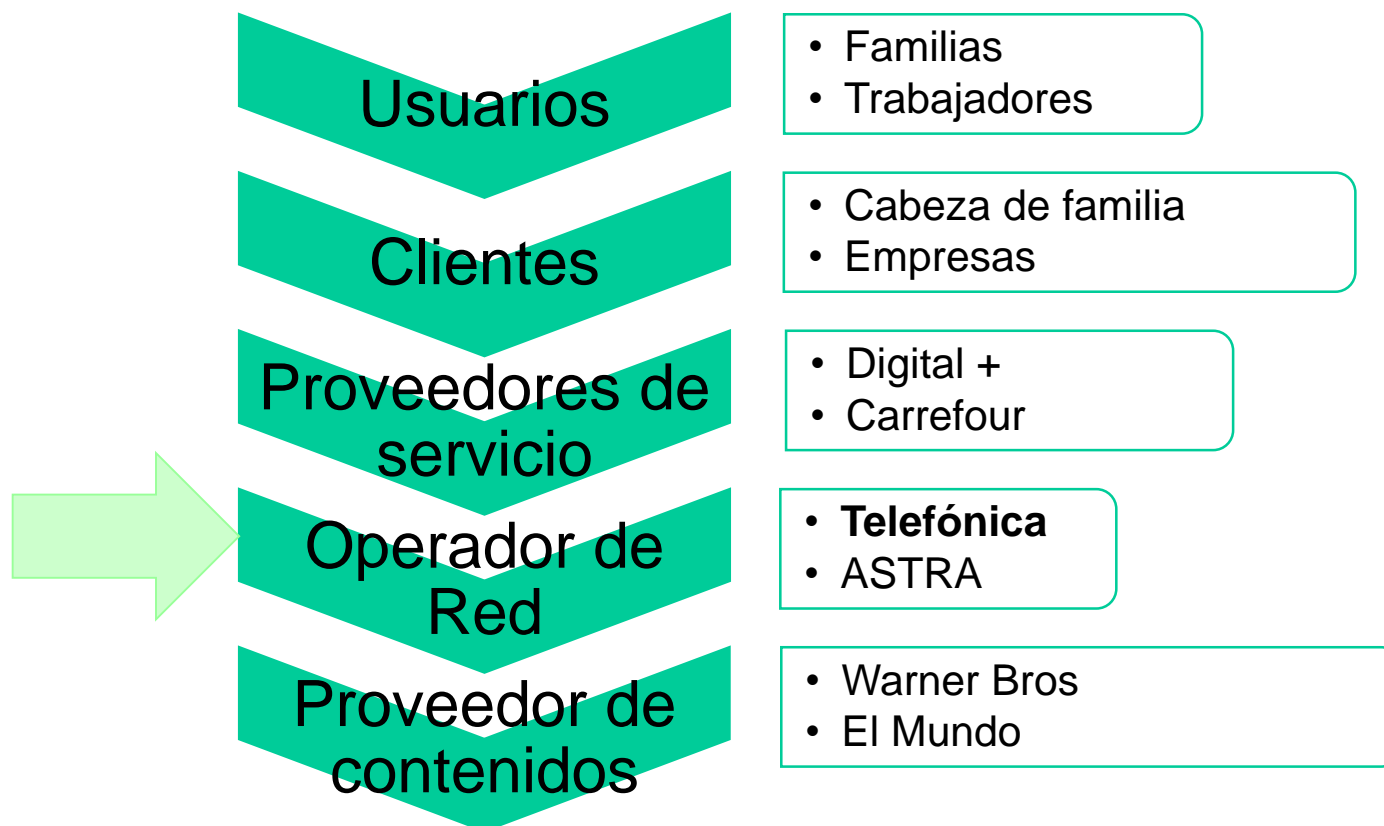 Usuarios
• Familias
• Trabajadores
Clientes
• Cabeza de familia
• Empresas
Proveedores de
servicio
• Digital +
• Carrefour
Operador de
Red
• Telefónica
• ASTRA
Proveedor de
contenidos
• Warner Bros
• El Mundo